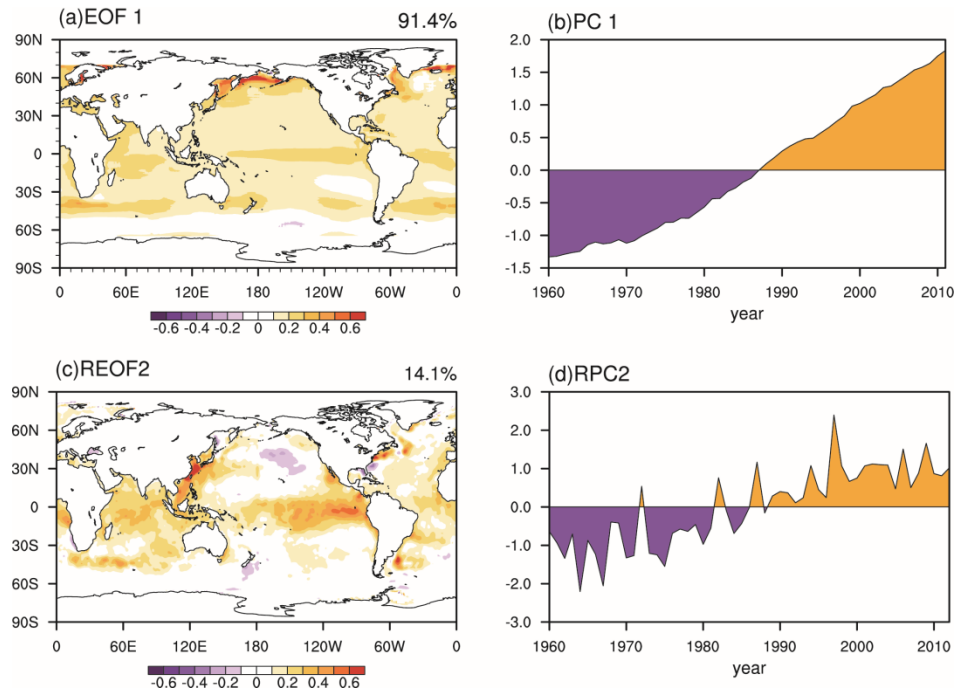 (a)EOF 1 91.4%
90N
60N
30N
0
30S
60S
90S
0 60E 120E 180 120W 60W 0
-0.6 -0.4 -0.2 0 0.2 0.4 0.6
(b)PC 1
2.0
1.5
1.0
0.5
0.0
-0.5
-1.0
-1.5
1960 1970 1980 1990 2000 2010
year
(c)REOF2 14.1%
90N
60N
30N
0
30S
60S
90S
0 60E 120E 180 120W 60W 0
-0.6 -0.4 -0.2 0 0.2 0.4 0.6
(d)RPC2
3.0
2.0
1.0
0.0
-1.0
-2.0
-3.0
1960 1970 1980 1990 2000 2010
year